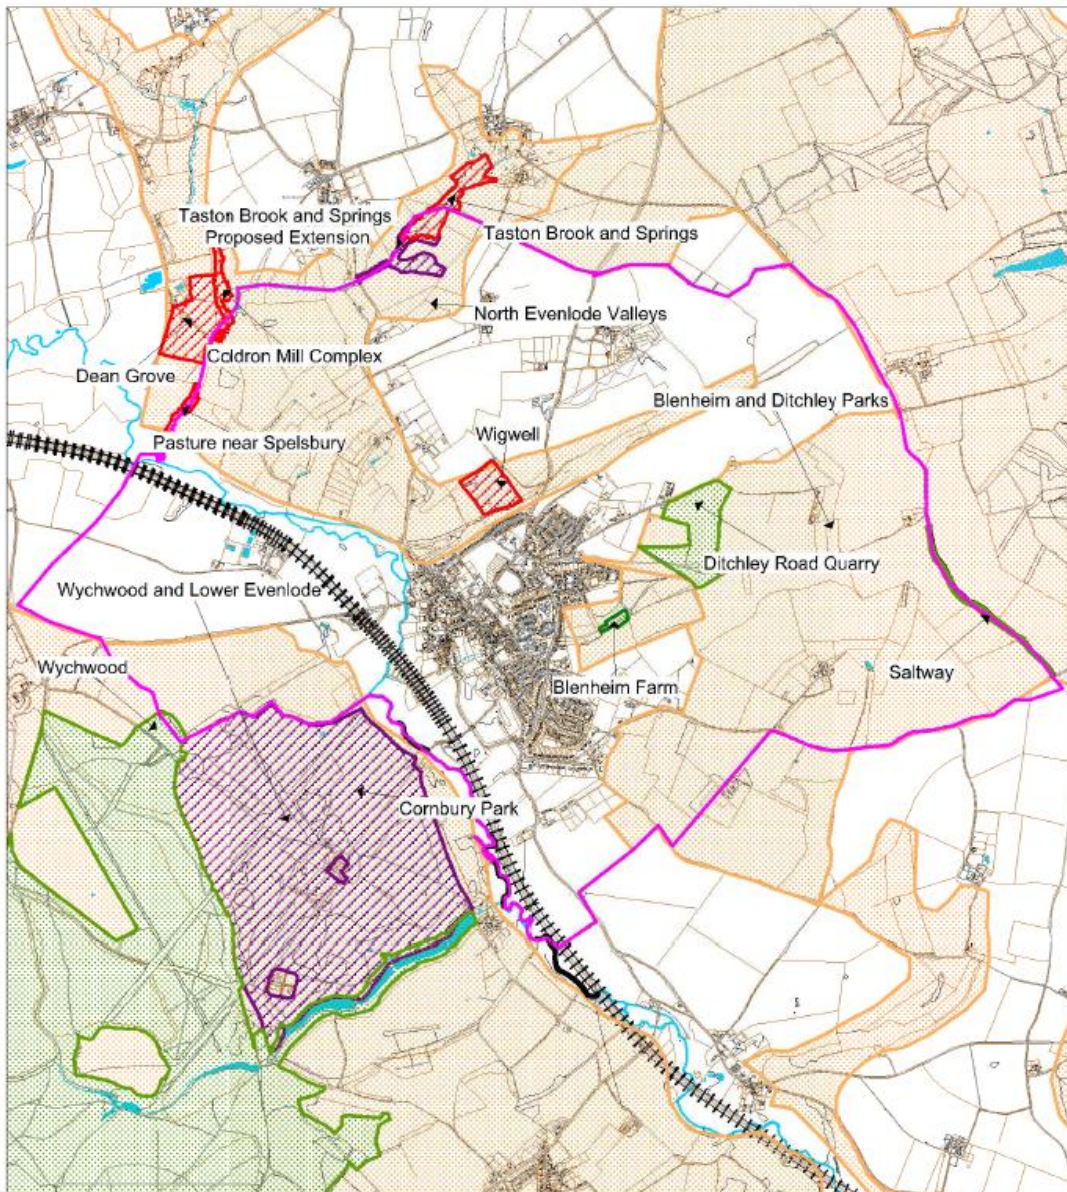 Taston Brook and Springs
Proposed Extension
Taston Brook and Springs
North Evenlode Valleys
Coldron Mill Complex
Dean Grove
Blenheim and Ditchley Parks
Pasture near Spelsbury
Wigwell
Ditchley Road Quarry
Wychwood and Lower Evenlode
Wychwood
Saltway
Blenheim Farm
Cornbury Park